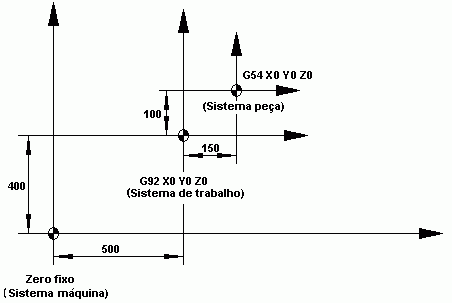 G54 X0 Y0 Z0
(Sistema peça)
100
150
G92 X0 Y0 Z0
(Sistema de trabalho)
400
500
Zero fixo
(Sistema máquina)